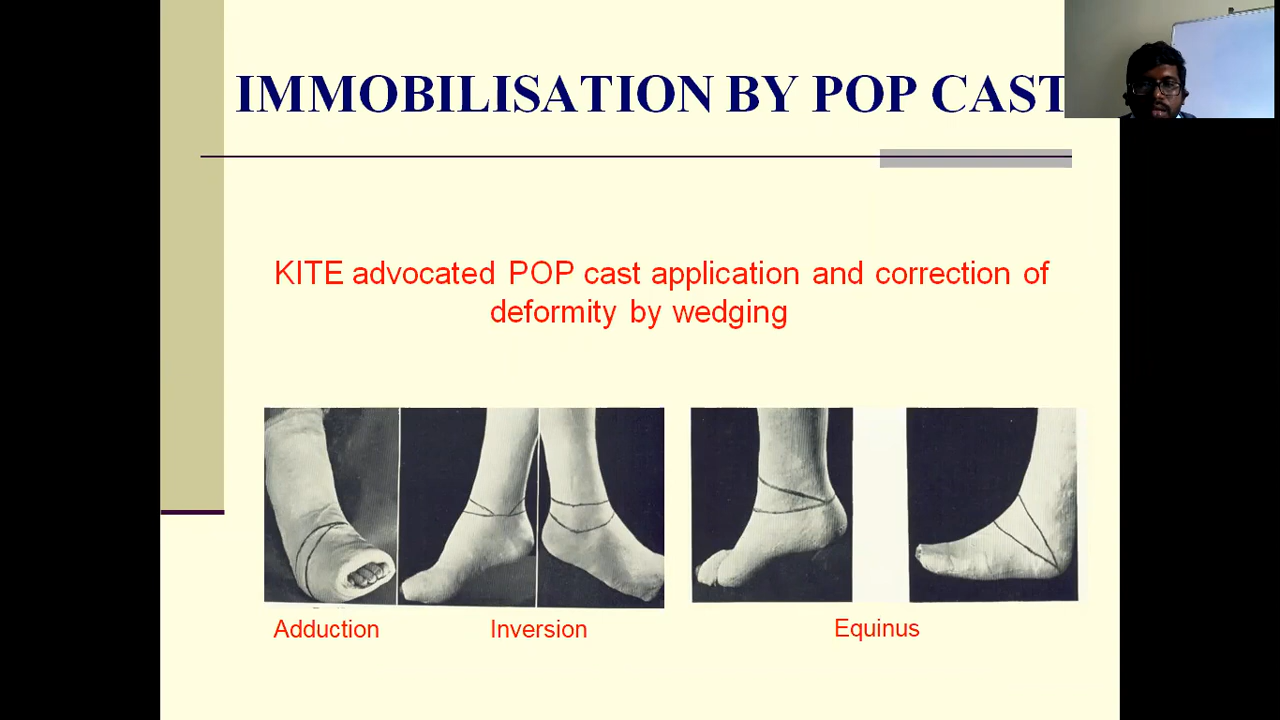 IMMOBILISATION BY POP CAST
KITE advocated POP cast application and correction of
deformity by wedging
Adduction
Inversion
Equinus